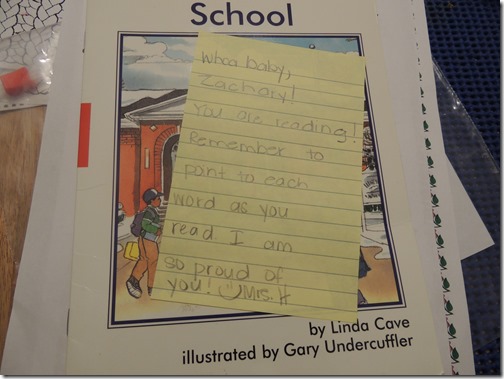 School
Whoa baby,
Zachary!
You are reading!
Remember to
point to each
word as you
read. I am
so proud of
you! Mrs. H
by Linda Cave
illustrated by Gary Undercuffler